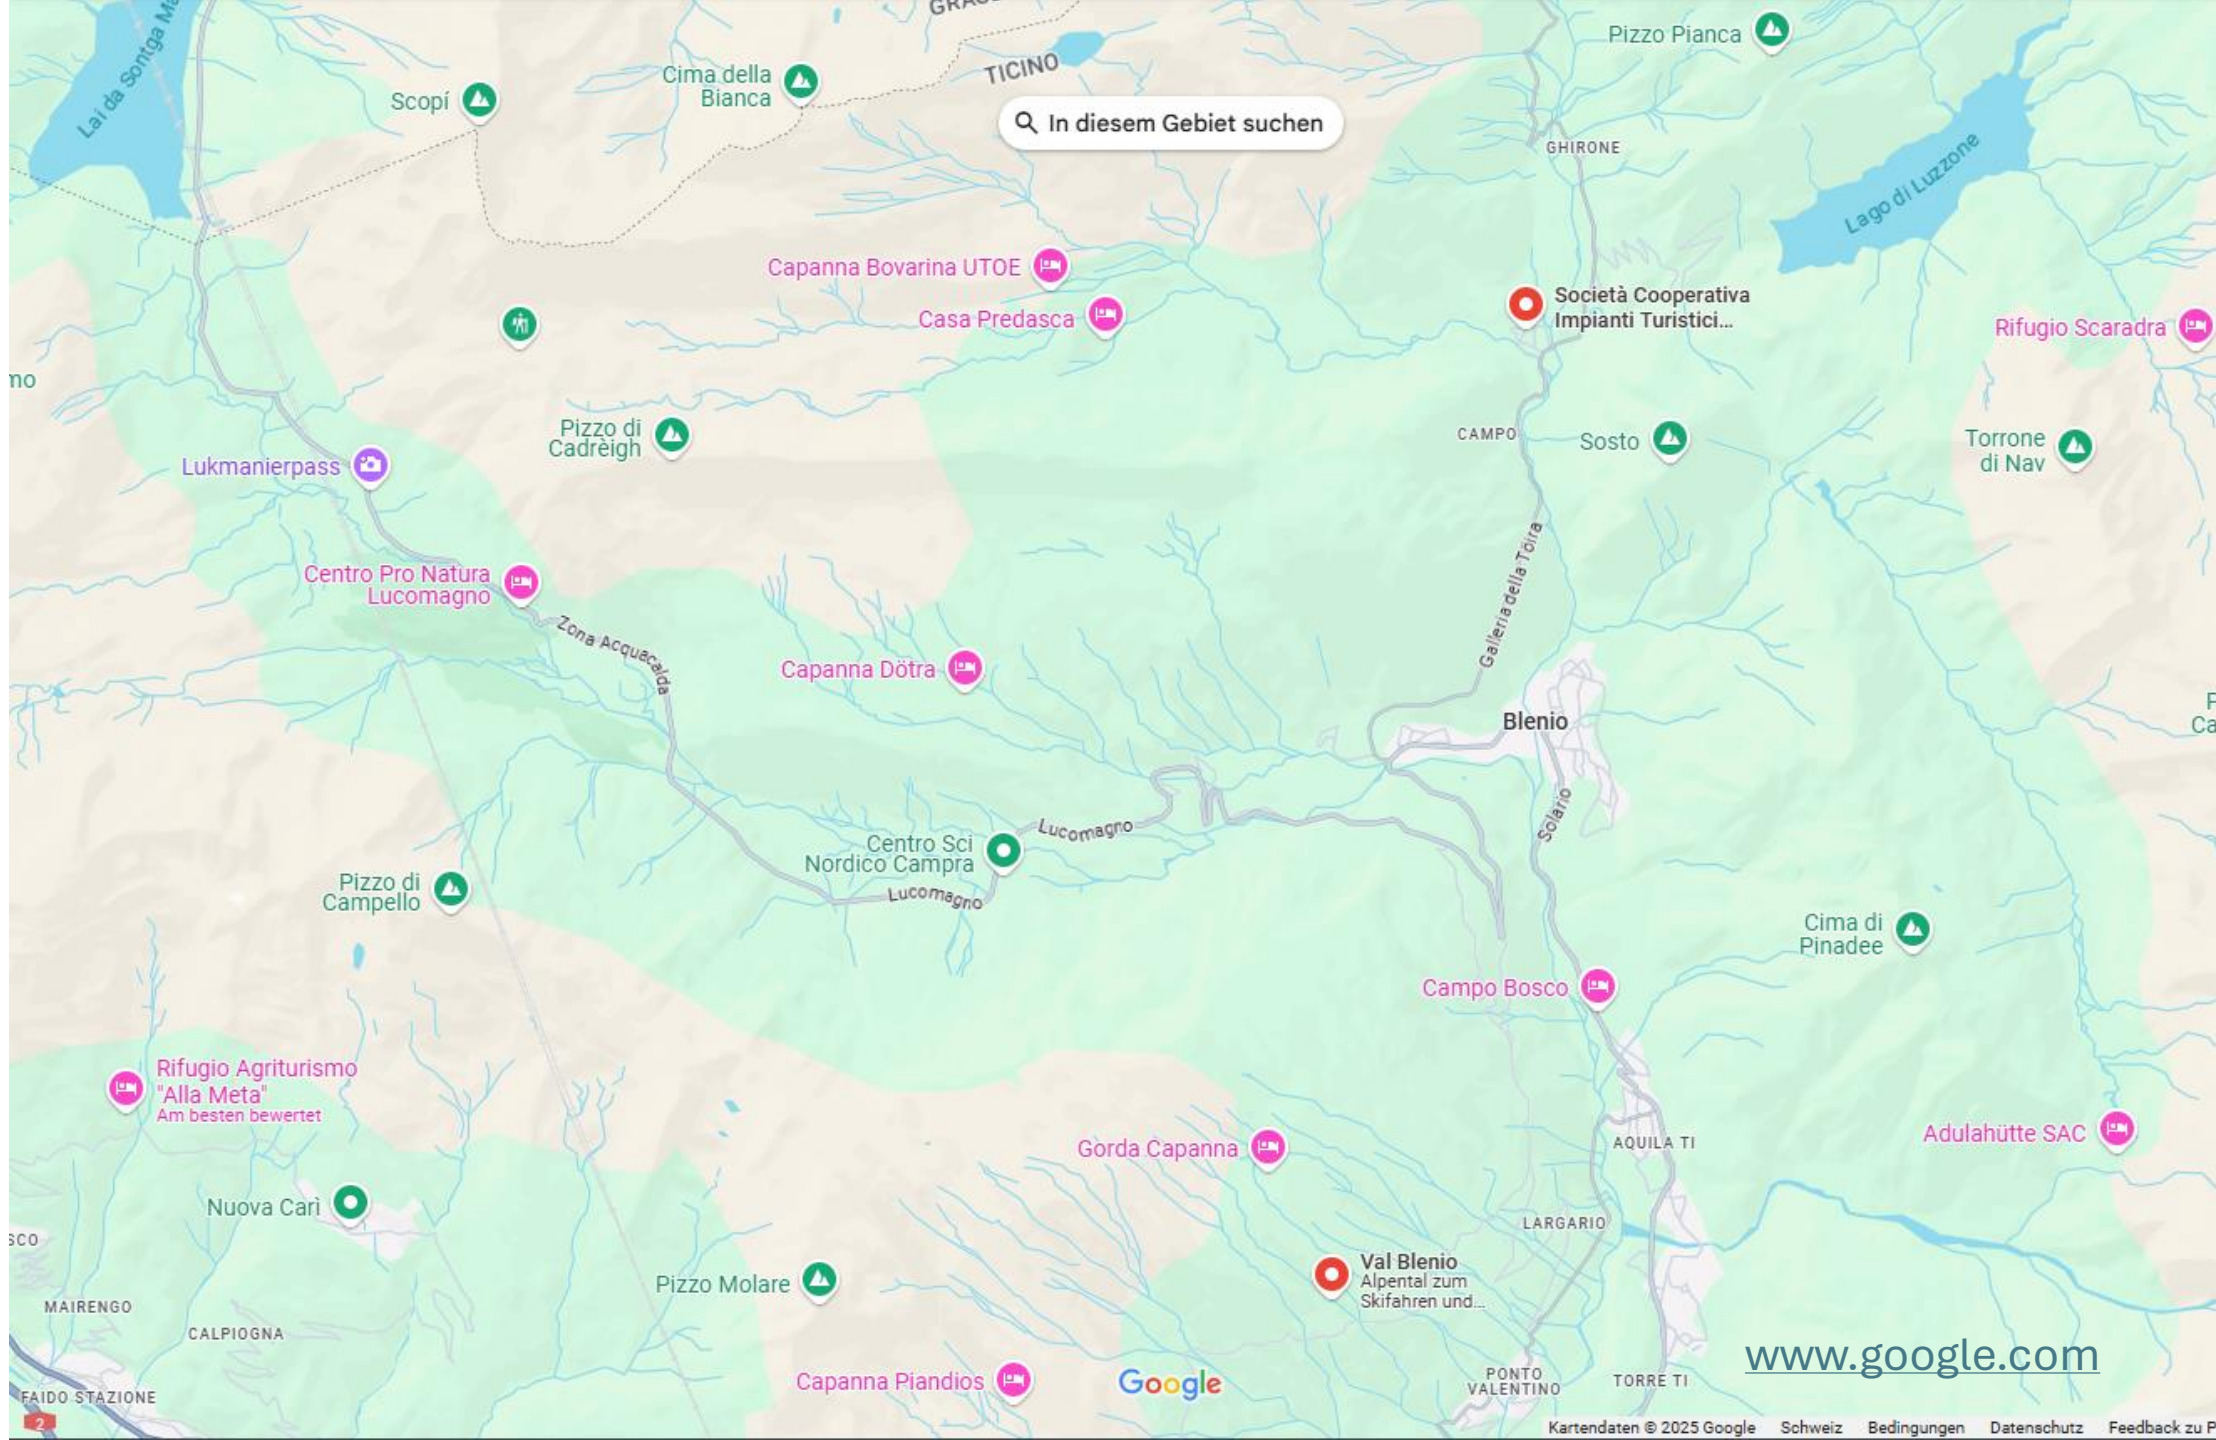 Lai da Sontga Ma
GRAU
TICINO
Pizzo Pianca
Scopí
Cima della
Bianca
In diesem Gebiet suchen
GHIRONE
Lago di Luzzone
Capanna Bovarina UTOE
Casa Predasca
Società Cooperativa
Impianti Turistici...
Rifugio Scaradra
mo
Pizzo di
Cadrèigh
CAMPO
Sosto
Torrone
di Nav
Lukmanierpass
Centro Pro Natura
Lucomagno
Zona Acquacalda
Galleria della Töira
Capanna Dötra
Blenio
P
Ca
Solario
Lucomagno
Centro Sci
Nordico Campra
Lucomagno
Pizzo di
Campello
Cima di
Pinadee
Campo Bosco
Rifugio Agriturismo
"Alla Meta"
Am besten bewertet
Gorda Capanna
AQUILA TI
Adulahütte SAC
Nuova Carì
SCO
LARGARIO
Val Blenio
Alpental zum
Skifahren und...
Pizzo Molare
MAIRENGO
CALPIOGNA
www.google.com
Capanna Piandios
Google
PONTO
VALENTINO
TORRE TI
FAIDO STAZIONE
2
Kartendaten © 2025 Google Schweiz Bedingungen Datenschutz Feedback zu P